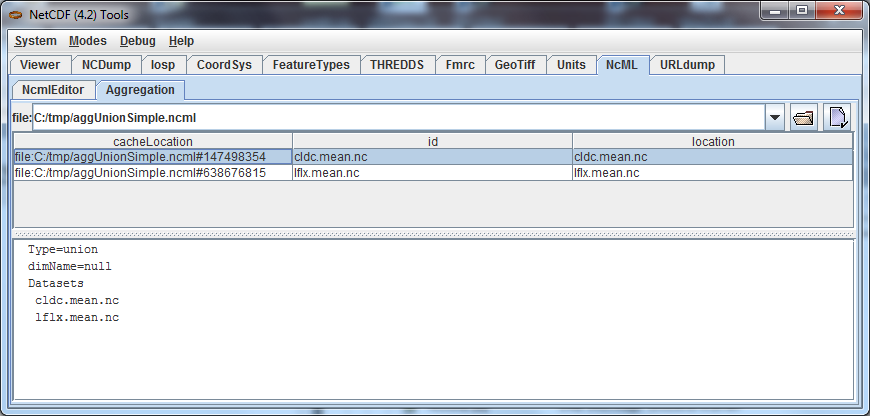 NetCDF (4.2) Tools
System Modes Debug Help
Viewer NCDump Iosp CoordSys FeatureTypes THREDDS Fmrc GeoTiff Units NcML URLdump
NcmlEditor Aggregation
file: C:/tmp/aggUnionSimple.ncml
cacheLocation id location
file:C:/tmp/aggUnionSimple.ncml#147498354 cldc.mean.nc cldc.mean.nc
file:C:/tmp/aggUnionSimple.ncml#638676815 lflx.mean.nc lflx.mean.nc
Type=union
dimName=null
Datasets
cldc.mean.nc
lflx.mean.nc